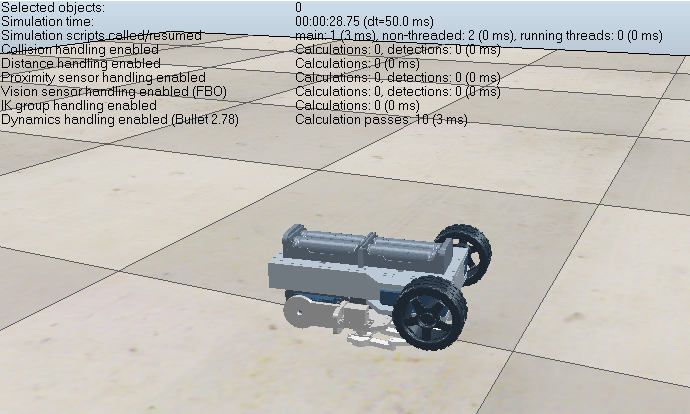 Selected objects: 0
Simulation time: 00:00:28.75 (dt=50.0 ms)
Simulation scripts called/resumed main: 1 (3 ms), non-threaded: 2 (0 ms), running threads: 0 (0 ms)
Collision handling enabled Calculations: 0, detections: 0 (0 ms)
Distance handling enabled Calculations: 0 (0 ms)
Proximity sensor handling enabled Calculations: 0, detections: 0 (0 ms)
Vision sensor handling enabled (FBO) Calculations: 0, detections: 0 (0 ms)
IK group handling enabled Calculations: 0 (0 ms)
Dynamics handling enabled (Bullet 2.78) Calculation passes: 10 (3 ms)